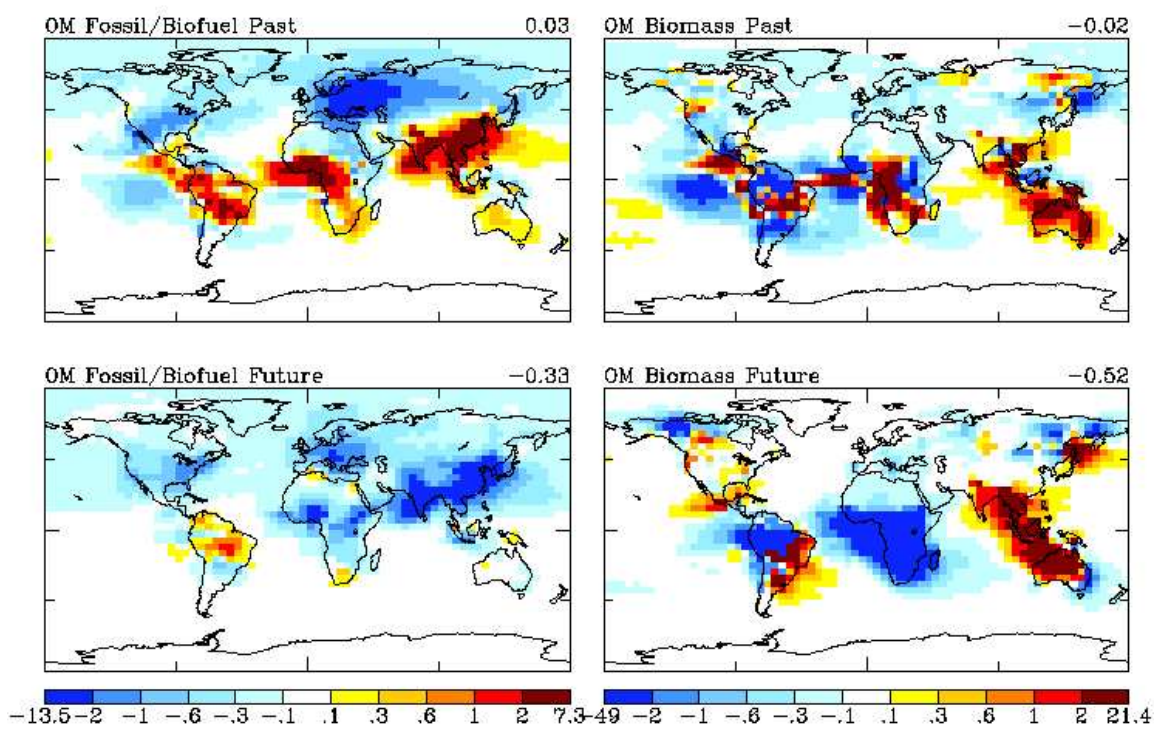 OM Fossil/Biofuel Past 0.03
OM Biomass Past -0.02
OM Fossil/Biofuel Future -0.33
OM Biomass Future -0.52
-13.5 -2 -1 -.6 -.3 -.1 .1 .3 .6 1 2 7.3
-49 -2 -1 -.6 -.3 -.1 .1 .3 .6 1 2 21.4